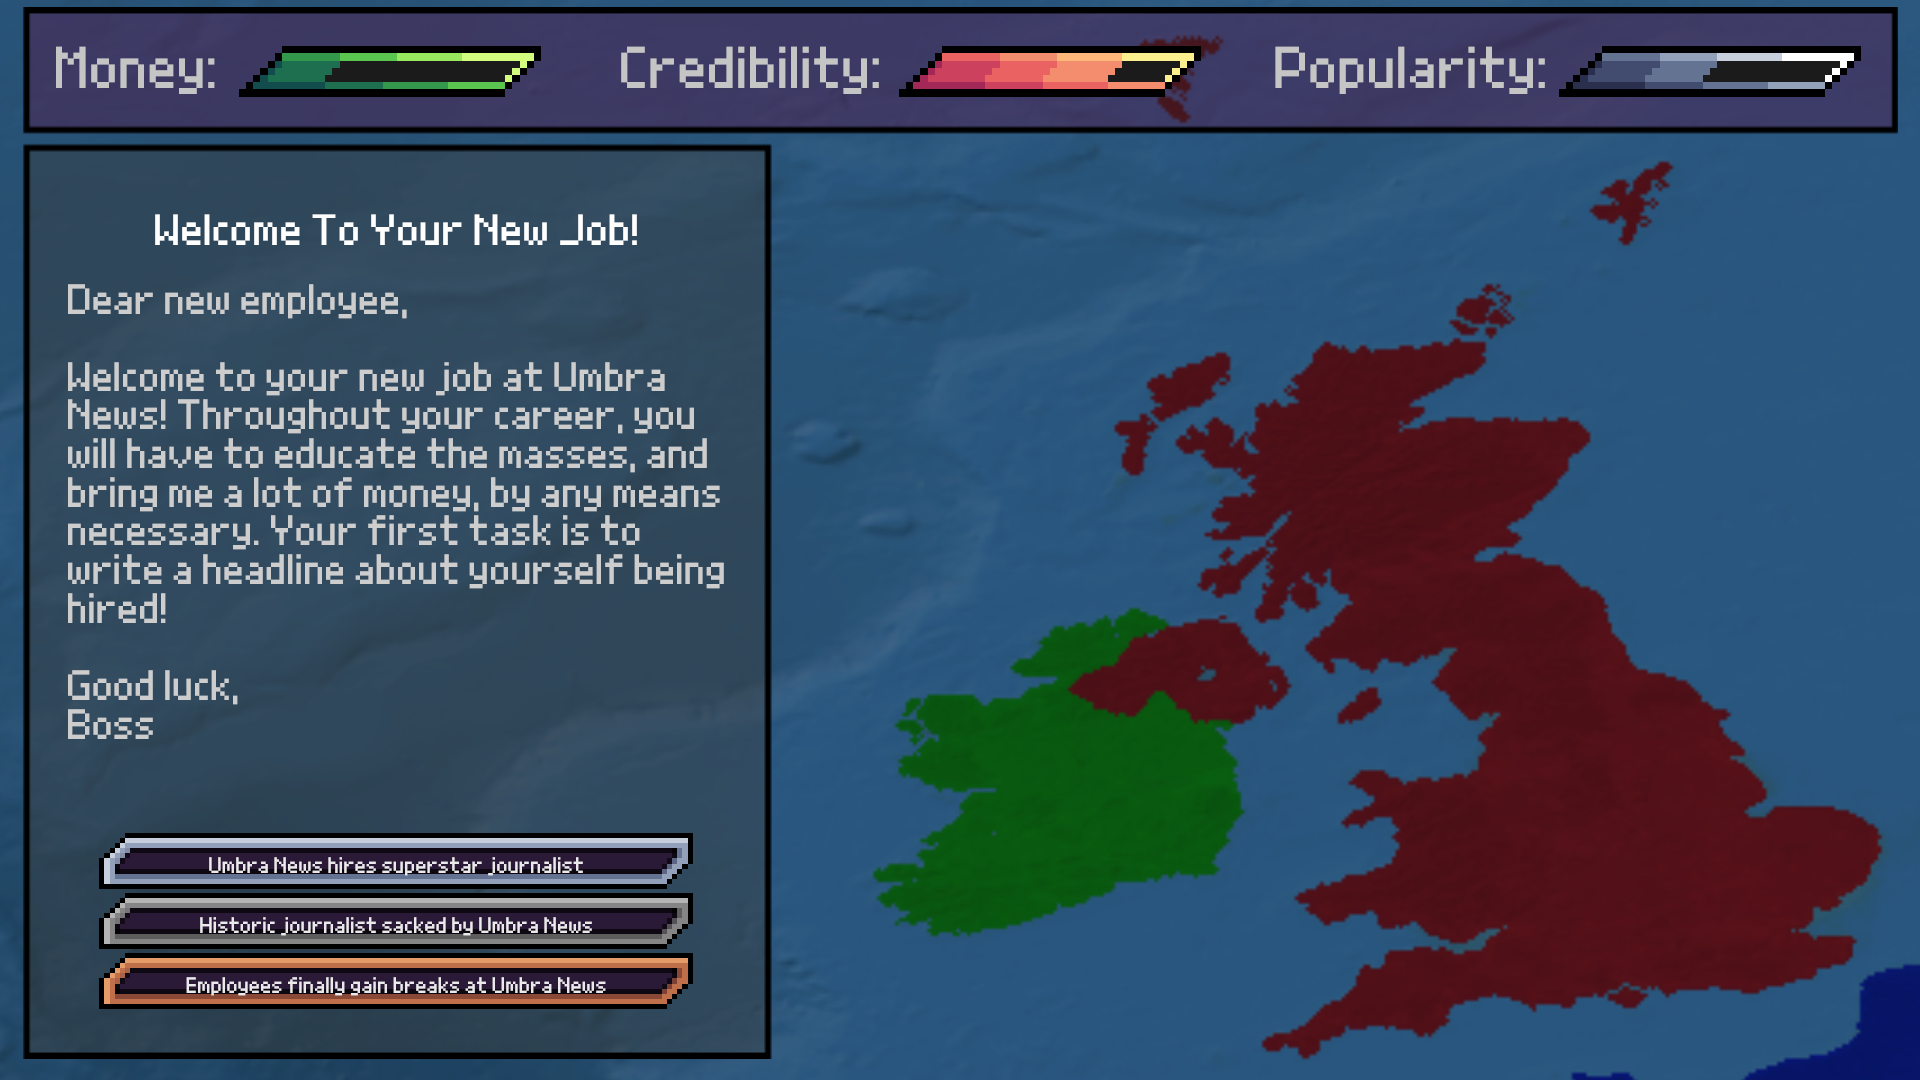 Money: Credibility: Popularity:
Welcome To Your New Job!
Dear new employee,
Welcome to your new job at Umbra
News! Throughout your career, you
will have to educate the masses, and
bring me a lot of money, by any means
necessary. Your first task is to
write a headline about yourself being
hired!
Good luck,
Boss
Umbra News hires superstar journalist
Historic journalist sacked by Umbra News
Employees finally gain breaks at Umbra News